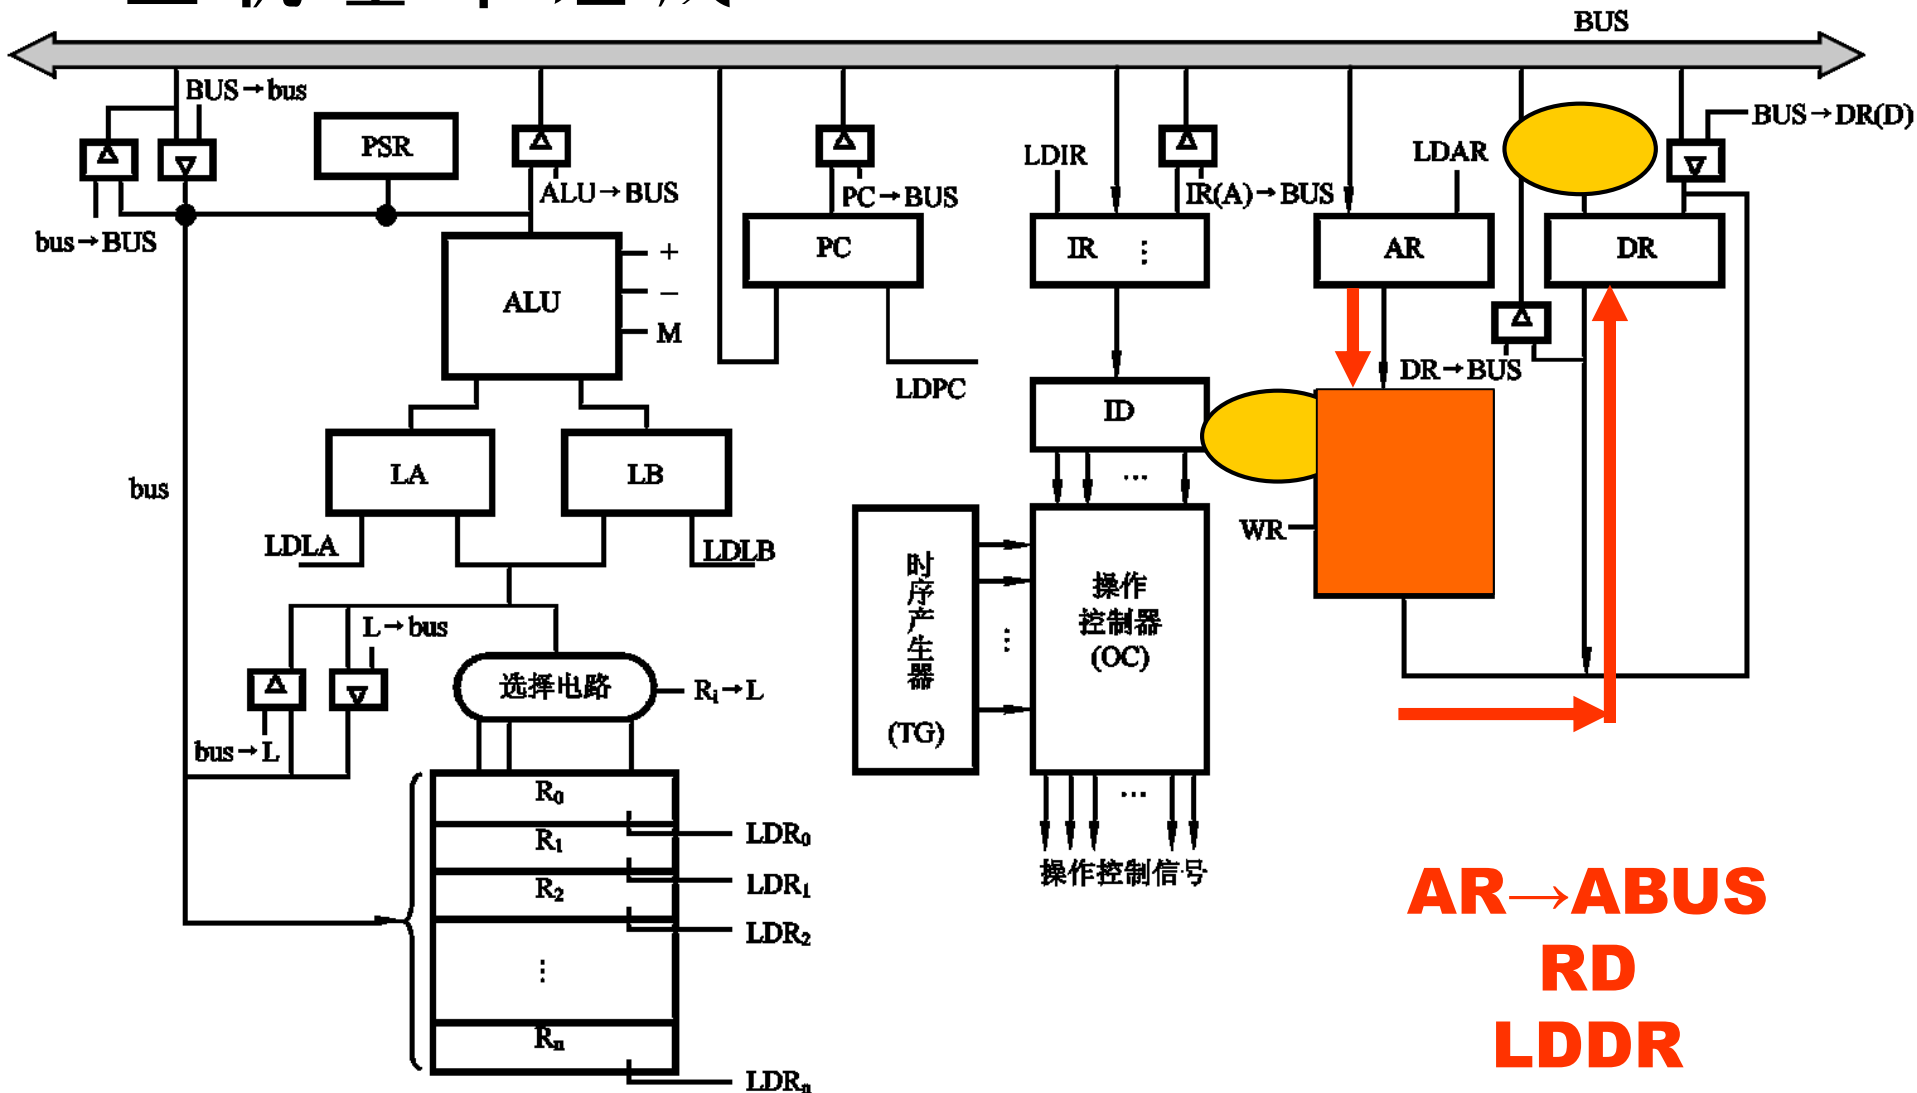 BUS
BUS→bus
BUS→DR(D)
PSR
LDIR
LDAR
ALU→BUS
PC→BUS
IR(A)→BUS
bus→BUS
+
PC
IR ⋮
AR
DR
ALU
−
M
DR→BUS
LDPC
ID
LA
LB
…
bus
WR
LDLA
LDLB
时序产生器
(TG)
⋮
操作
控制器
(OC)
L→bus
选择电路
Rᵢ→L
bus→L
R₀
…
LDR₀
R₁
操作控制信号
LDR₁
R₂
LDR₂
⋮
Rₙ
LDRₙ
AR→ABUS
RD
LDDR